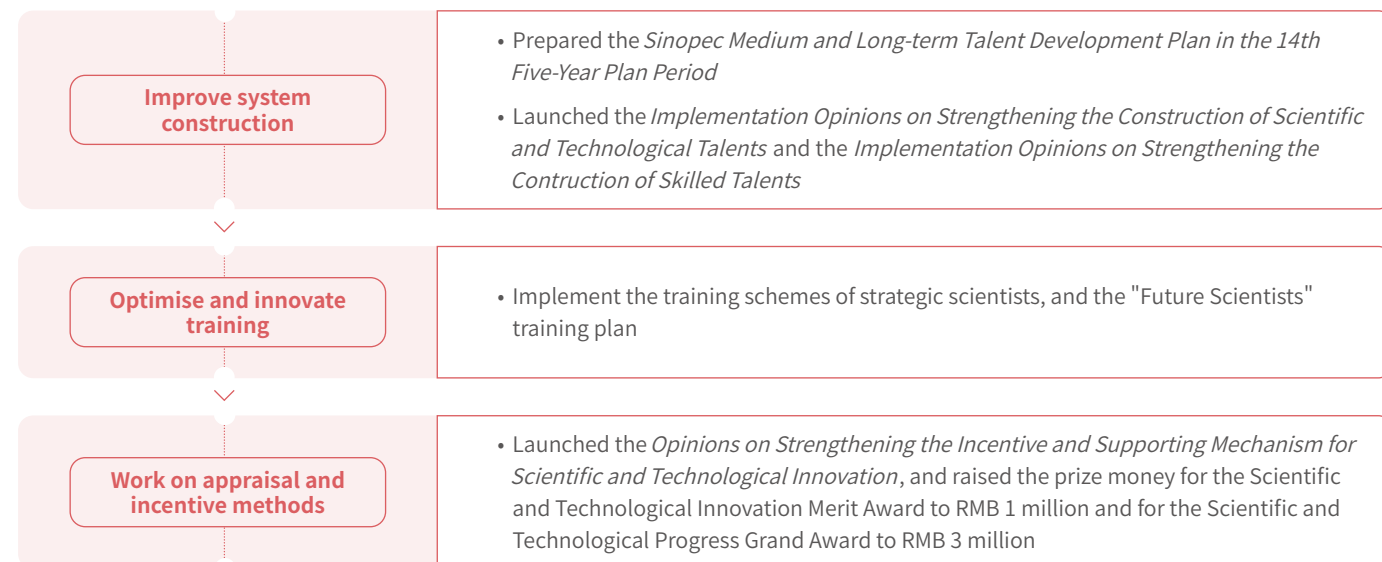 Improve system
construction
• Prepared the Sinopec Medium and Long-term Talent Development Plan in the 14th
Five-Year Plan Period
• Launched the Implementation Opinions on Strengthening the Construction of Scientific
and Technological Talents and the Implementation Opinions on Strengthening the
Contruction of Skilled Talents
Optimise and innovate
training
• Implement the training schemes of strategic scientists, and the "Future Scientists"
training plan
Work on appraisal and
incentive methods
• Launched the Opinions on Strengthening the Incentive and Supporting Mechanism for
Scientific and Technological Innovation, and raised the prize money for the Scientific
and Technological Innovation Merit Award to RMB 1 million and for the Scientific and
Technological Progress Grand Award to RMB 3 million